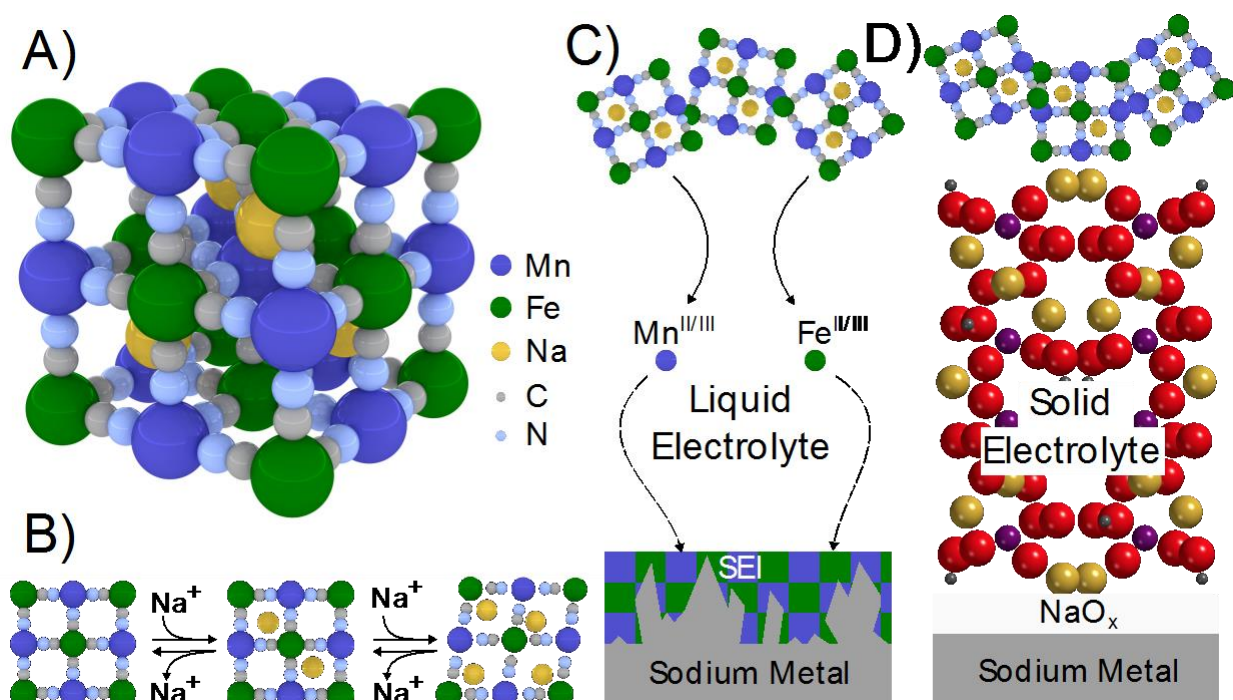 A)
Mn
Fe
Na
C
N
B)
Na⁺
Na⁺
Na⁺
Na⁺
C)
Mn^II/III
Fe^II/III
Liquid
Electrolyte
SEI
Sodium Metal
D)
Solid
Electrolyte
NaOₓ
Sodium Metal